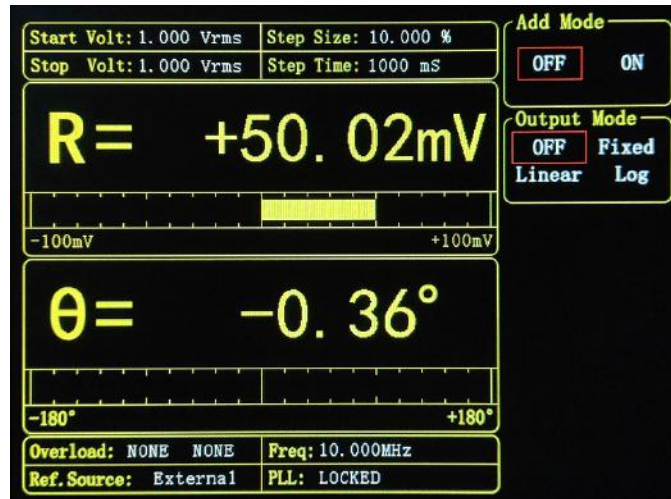 Start Volt: 1.000 Vrms
Step Size: 10.000 %
Stop Volt: 1.000 Vrms
Step Time: 1000 mS
Add Mode
OFF ON
Output Mode
OFF Fixed
Linear Log
R= +50.02mV
-100mV +100mV
θ= -0.36°
-180° +180°
Overload: NONE NONE
Freq: 10.000MHz
Ref.Source: External
PLL: LOCKED